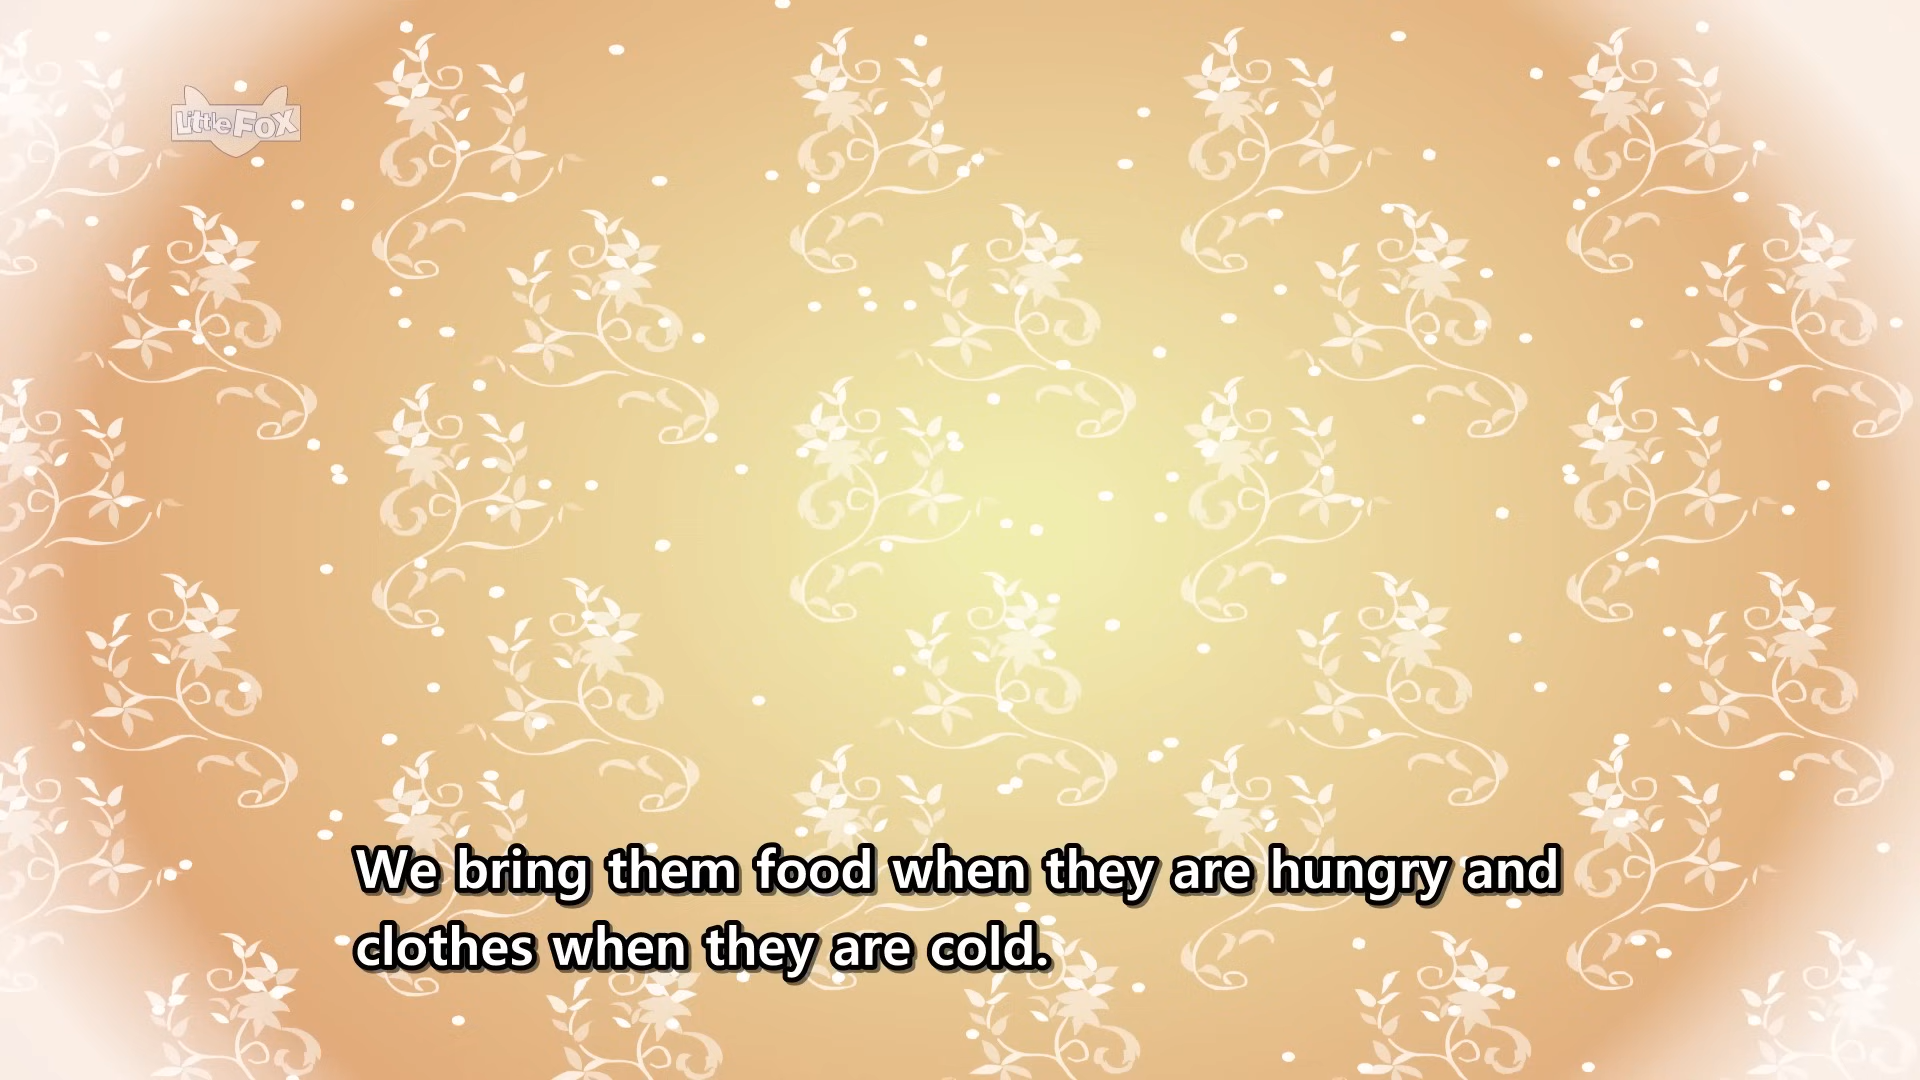 Little Fox
We bring them food when they are hungry and
clothes when they are cold.